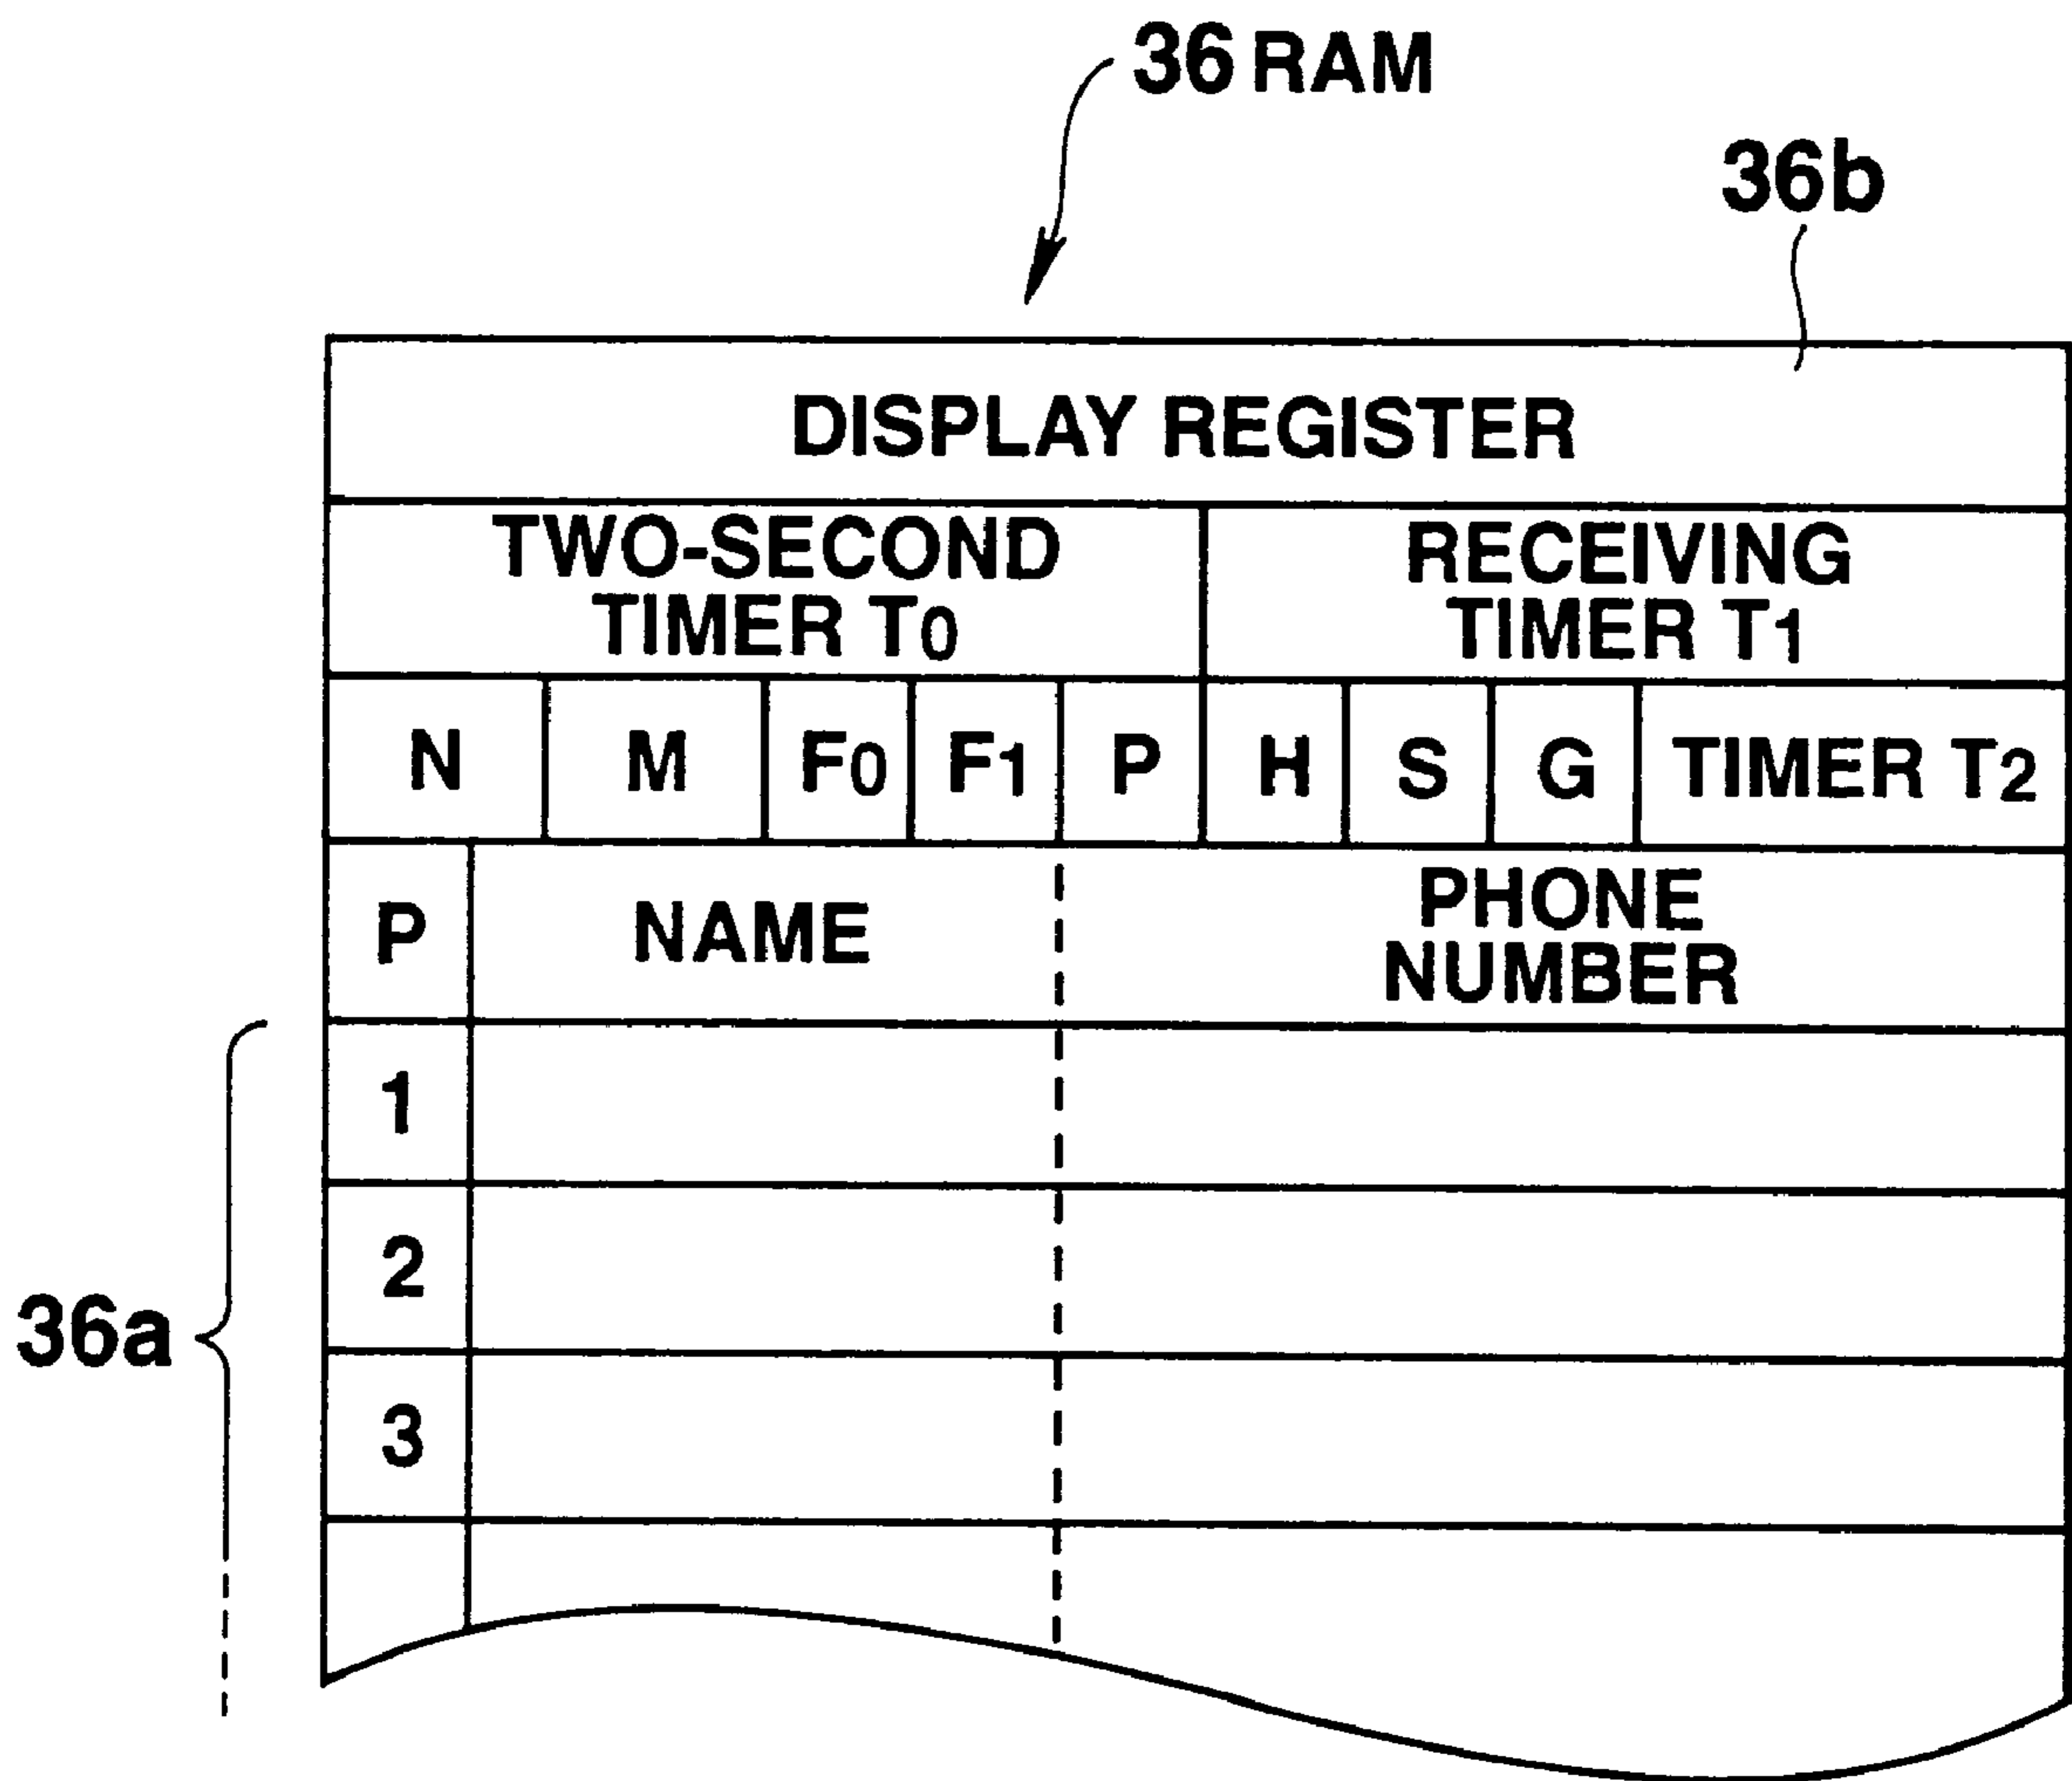 36 RAM
36b
DISPLAY REGISTER
TWO-SECOND
TIMER T0
RECEIVING
TIMER T1
N M F0 F1 P H S G TIMER T2
P NAME PHONE
NUMBER
1
2
3
36a